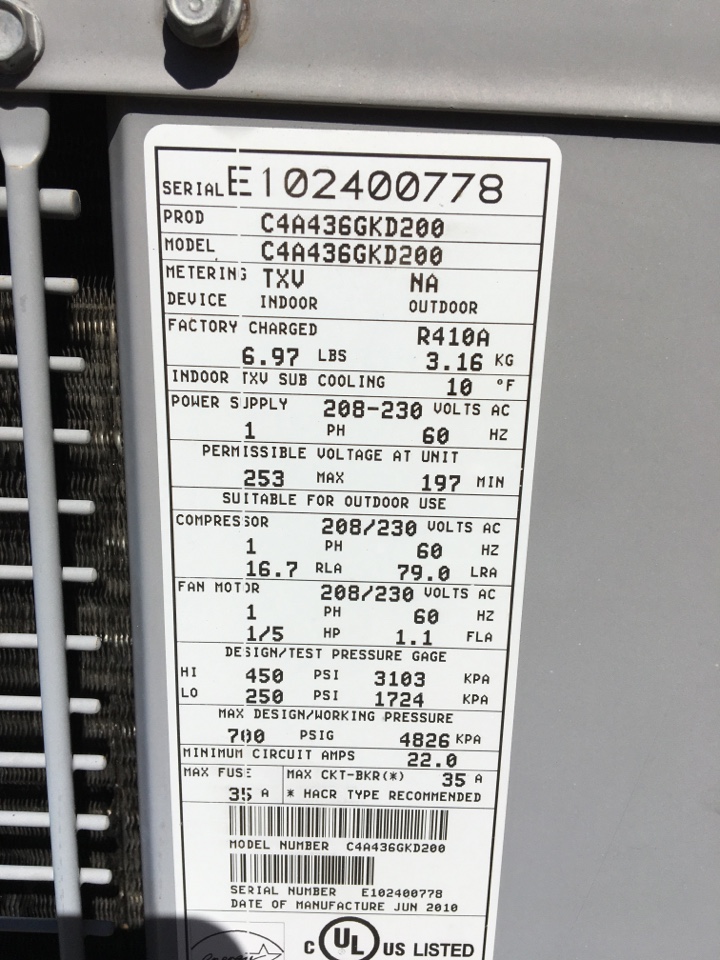 SERIAL E102400778
PROD C4A436GKD200
MODEL C4A436GKD200
METERING TXV NA
DEVICE INDOOR OUTDOOR
FACTORY CHARGED R410A
6.97 LBS 3.16 KG
INDOOR TXV SUB COOLING 10 °F
POWER SUPPLY 208-230 VOLTS AC
1 PH 60 HZ
PERMISSIBLE VOLTAGE AT UNIT
253 MAX 197 MIN
SUITABLE FOR OUTDOOR USE
COMPRESSOR 208/230 VOLTS AC
1 PH 60 HZ
16.7 RLA 79.0 LRA
FAN MOTOR 208/230 VOLTS AC
1 PH 60 HZ
1/5 HP 1.1 FLA
DESIGN/TEST PRESSURE GAGE
HI 450 PSI 3103 KPA
LO 250 PSI 1724 KPA
MAX DESIGN/WORKING PRESSURE
700 PSIG 4826 KPA
MINIMUM CIRCUIT AMPS 22.0
MAX FUSE MAX CKT-BKR(*) 35 A
35 A * HACR TYPE RECOMMENDED
MODEL NUMBER C4A436GKD200
SERIAL NUMBER E102400778
DATE OF MANUFACTURE JUN 2010
energy C UL US LISTED